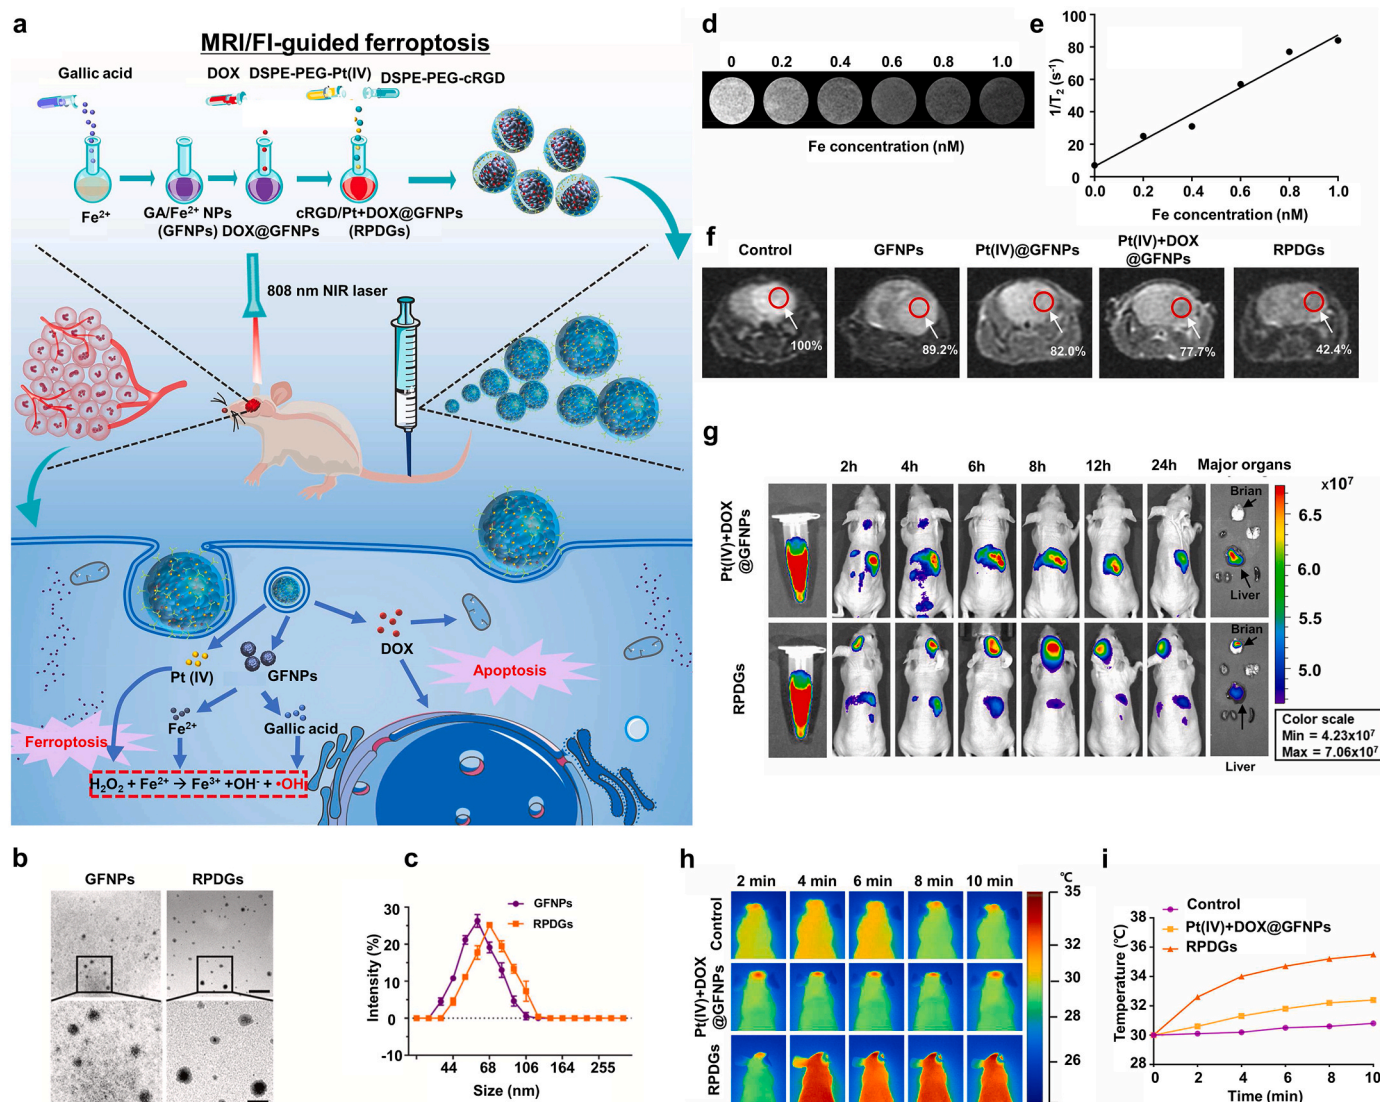 a
MRI/FI-guided ferroptosis
Gallic acid
DOX
DSPE-PEG-Pt(IV)
DSPE-PEG-cRGD
Fe2+
GA/Fe2+ NPs
(GFNPs)
DOX@GFNPs
cRGD/Pt+DOX@GFNPs
(RPDGs)
808 nm NIR laser
Pt (IV)
GFNPs
DOX
Apoptosis
Fe2+
Gallic acid
Ferroptosis
H2O2 + Fe2+ → Fe3+ +OH- + •OH
b
GFNPs
RPDGs
c
GFNPs
RPDGs
Intensity (%)
30
20
10
0
-10
44
68
106
164
255
Size (nm)
d
0
0.2
0.4
0.6
0.8
1.0
Fe concentration (nM)
e
1/T2 (s-1)
100
80
60
40
20
0
0.0
0.2
0.4
0.6
0.8
1.0
Fe concentration (nM)
f
Control
GFNPs
Pt(IV)@GFNPs
Pt(IV)+DOX
@GFNPs
RPDGs
100%
89.2%
82.0%
77.7%
42.4%
g
2h
4h
6h
8h
12h
24h
Major organs
Pt(IV)+DOX
@GFNPs
Brian
Liver
RPDGs
Brian
Liver
x107
6.5
6.0
5.5
5.0
Color scale
Min = 4.23x107
Max = 7.06x107
h
2 min
4 min
6 min
8 min
10 min
Control
Pt(IV)+DOX
@GFNPs
RPDGs
℃
35
32
30
28
26
i
Control
Pt(IV)+DOX@GFNPs
RPDGs
Temperature (℃)
38
36
34
32
30
28
0
2
4
6
8
10
Time (min)